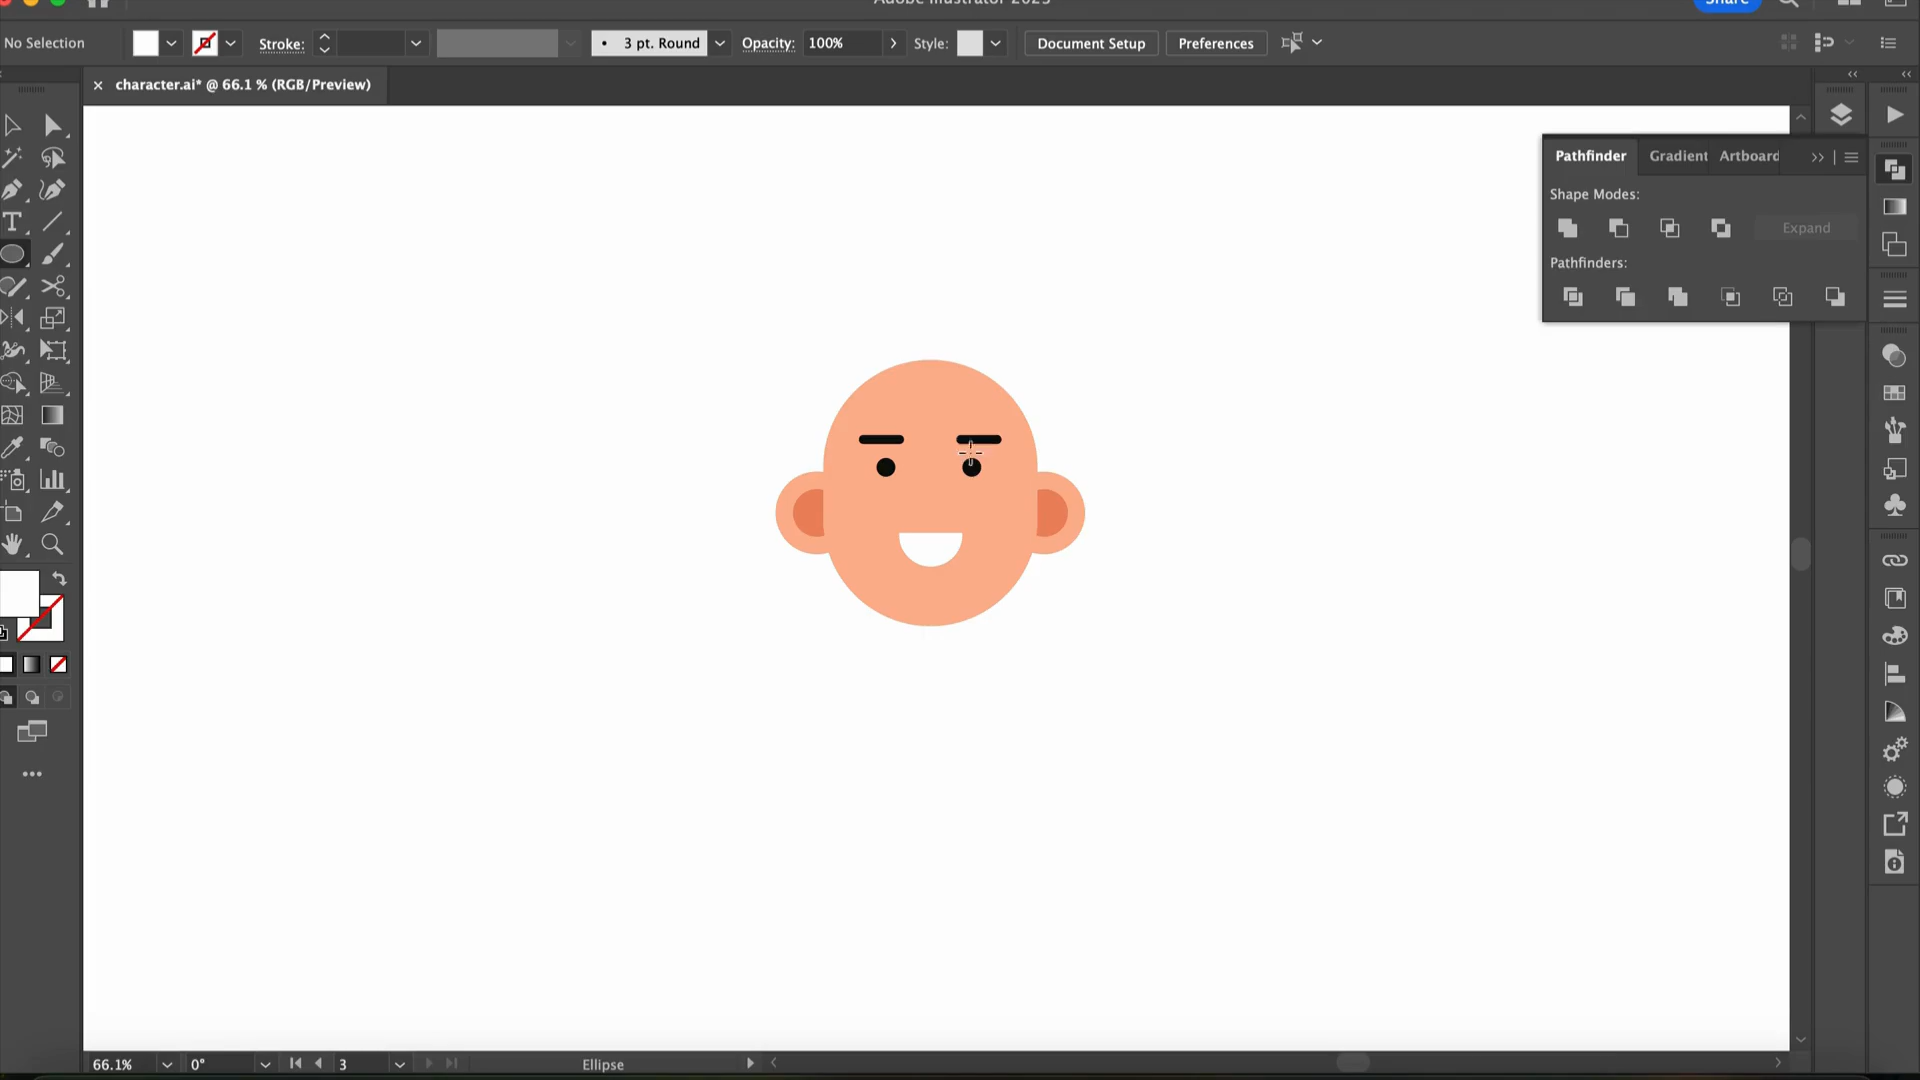 Adobe Illustrator 2023
Share
No Selection
Stroke:
3 pt. Round
Opacity: 100%
Style:
Document Setup
Preferences
character.ai* @ 66.1 % (RGB/Preview)
Pathfinder
Gradient
Artboard
Shape Modes:
Expand
Pathfinders:
66.1%
0°
3
Ellipse